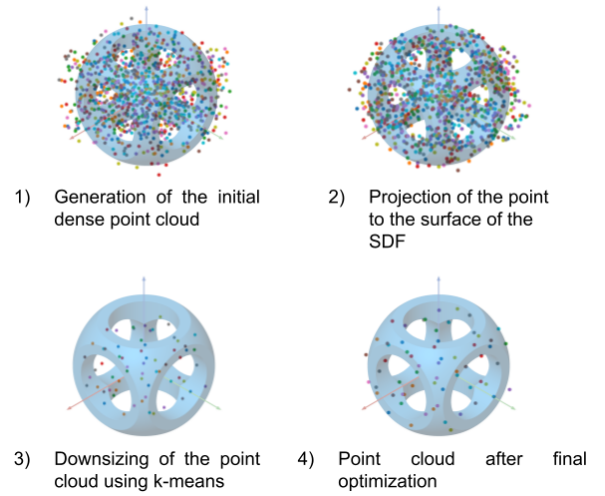 1) Generation of the initial
dense point cloud
2) Projection of the point
to the surface of the
SDF
3) Downsizing of the point
cloud using k-means
4) Point cloud after final
optimization